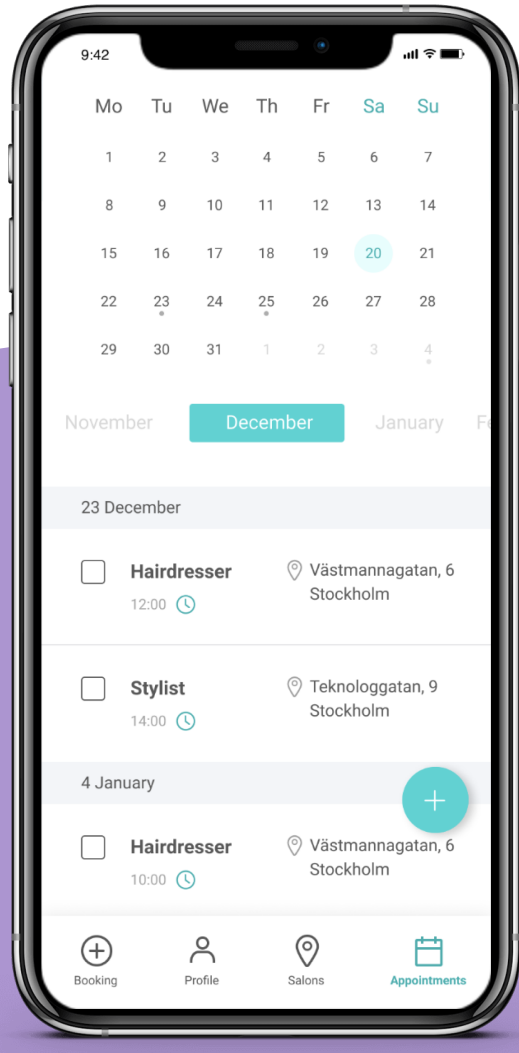 9:42
Mo Tu We Th Fr Sa Su
1 2 3 4 5 6 7
8 9 10 11 12 13 14
15 16 17 18 19 20 21
22 23 24 25 26 27 28
29 30 31 1 2 3 4
November December January Fe
23 December
Hairdresser
12:00
Västmannagatan, 6
Stockholm
Stylist
14:00
Teknologgatan, 9
Stockholm
4 January
Hairdresser
10:00
Västmannagatan, 6
Stockholm
Booking Profile Salons Appointments